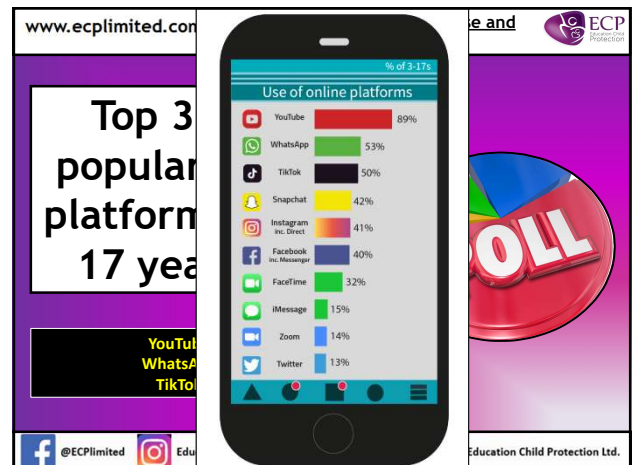 www.ecplimited.con
se and
ECP
Education Child
Protection
Top 3
popular
platform
17 yea
YouTub
WhatsA
TikTo
% of 3-17s
Use of online platforms
YouTube 89%
WhatsApp 53%
TikTok 50%
Snapchat 42%
Instagram
inc. Direct 41%
Facebook
inc. Messenger 40%
FaceTime 32%
iMessage 15%
Zoom 14%
Twitter 13%
POLL
@ECPlimited Edu
Education Child Protection Ltd.